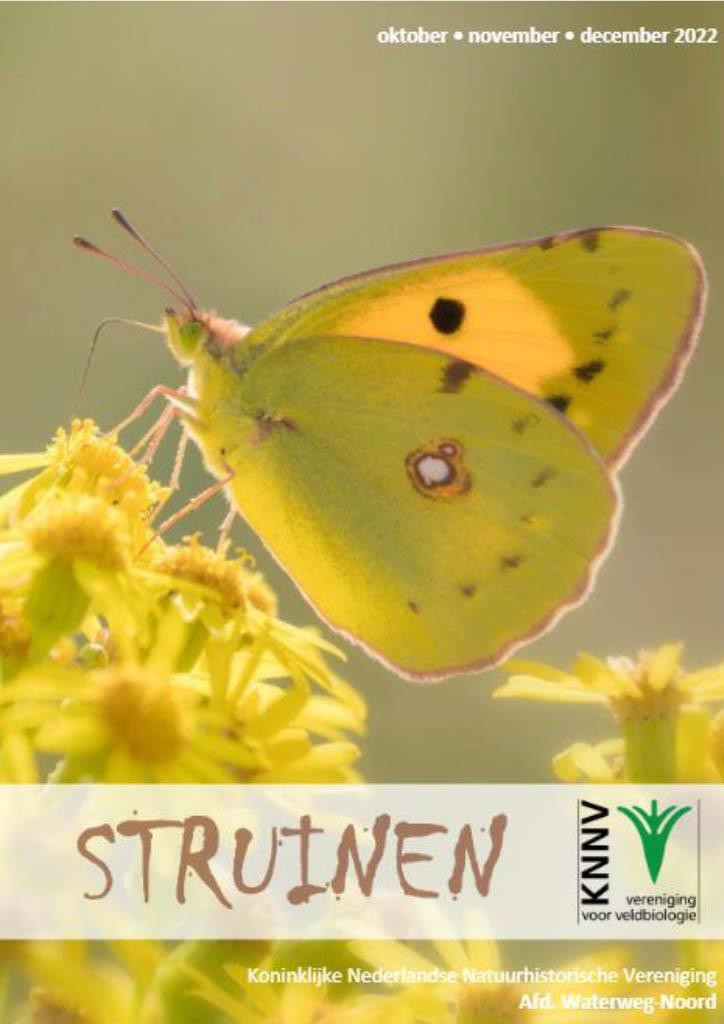 oktober • november • december 2022
STRUINEN
KNNV
vereniging
voor veldbiologie
Koninklijke Nederlandse Natuurhistorische Vereniging
Afd. Waterweg-Noord